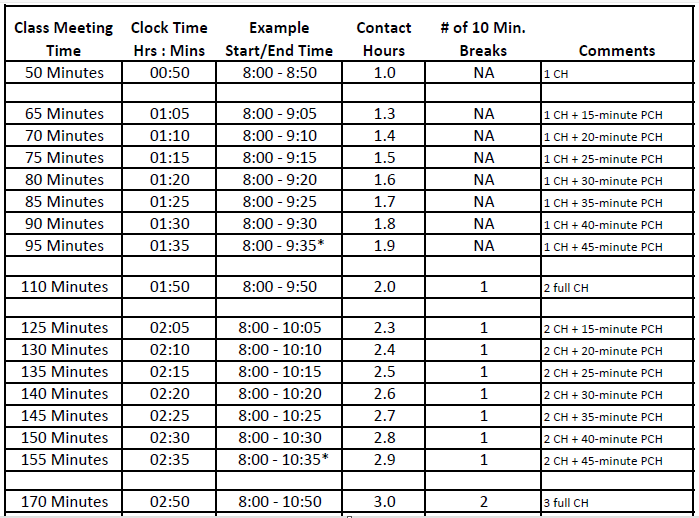 Class Meeting Time Clock Time Hrs : Mins Example Start/End Time Contact Hours # of 10 Min. Breaks Comments
50 Minutes 00:50 8:00 - 8:50 1.0 NA 1 CH
65 Minutes 01:05 8:00 - 9:05 1.3 NA 1 CH + 15-minute PCH
70 Minutes 01:10 8:00 - 9:10 1.4 NA 1 CH + 20-minute PCH
75 Minutes 01:15 8:00 - 9:15 1.5 NA 1 CH + 25-minute PCH
80 Minutes 01:20 8:00 - 9:20 1.6 NA 1 CH + 30-minute PCH
85 Minutes 01:25 8:00 - 9:25 1.7 NA 1 CH + 35-minute PCH
90 Minutes 01:30 8:00 - 9:30 1.8 NA 1 CH + 40-minute PCH
95 Minutes 01:35 8:00 - 9:35* 1.9 NA 1 CH + 45-minute PCH
110 Minutes 01:50 8:00 - 9:50 2.0 1 2 full CH
125 Minutes 02:05 8:00 - 10:05 2.3 1 2 CH + 15-minute PCH
130 Minutes 02:10 8:00 - 10:10 2.4 1 2 CH + 20-minute PCH
135 Minutes 02:15 8:00 - 10:15 2.5 1 2 CH + 25-minute PCH
140 Minutes 02:20 8:00 - 10:20 2.6 1 2 CH + 30-minute PCH
145 Minutes 02:25 8:00 - 10:25 2.7 1 2 CH + 35-minute PCH
150 Minutes 02:30 8:00 - 10:30 2.8 1 2 CH + 40-minute PCH
155 Minutes 02:35 8:00 - 10:35* 2.9 1 2 CH + 45-minute PCH
170 Minutes 02:50 8:00 - 10:50 3.0 2 3 full CH